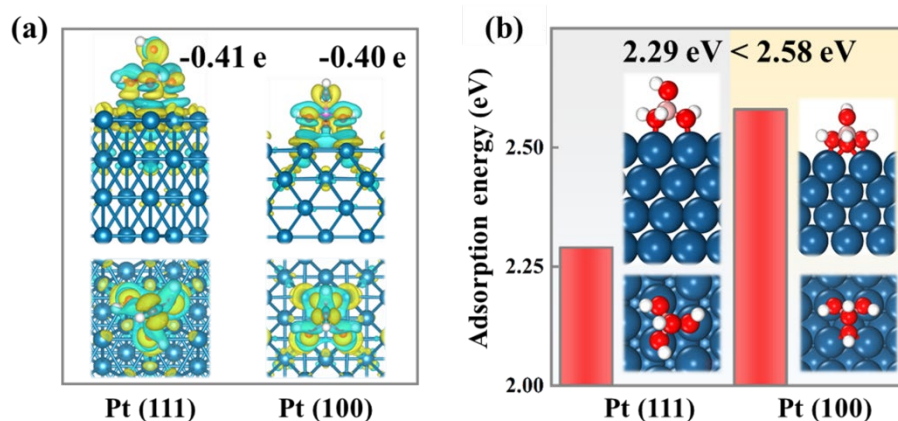 (a)
-0.41 e
-0.40 e
Pt (111)
Pt (100)
(b)
2.29 eV < 2.58 eV
Adsorption energy (eV)
2.50
2.25
2.00
Pt (111)
Pt (100)